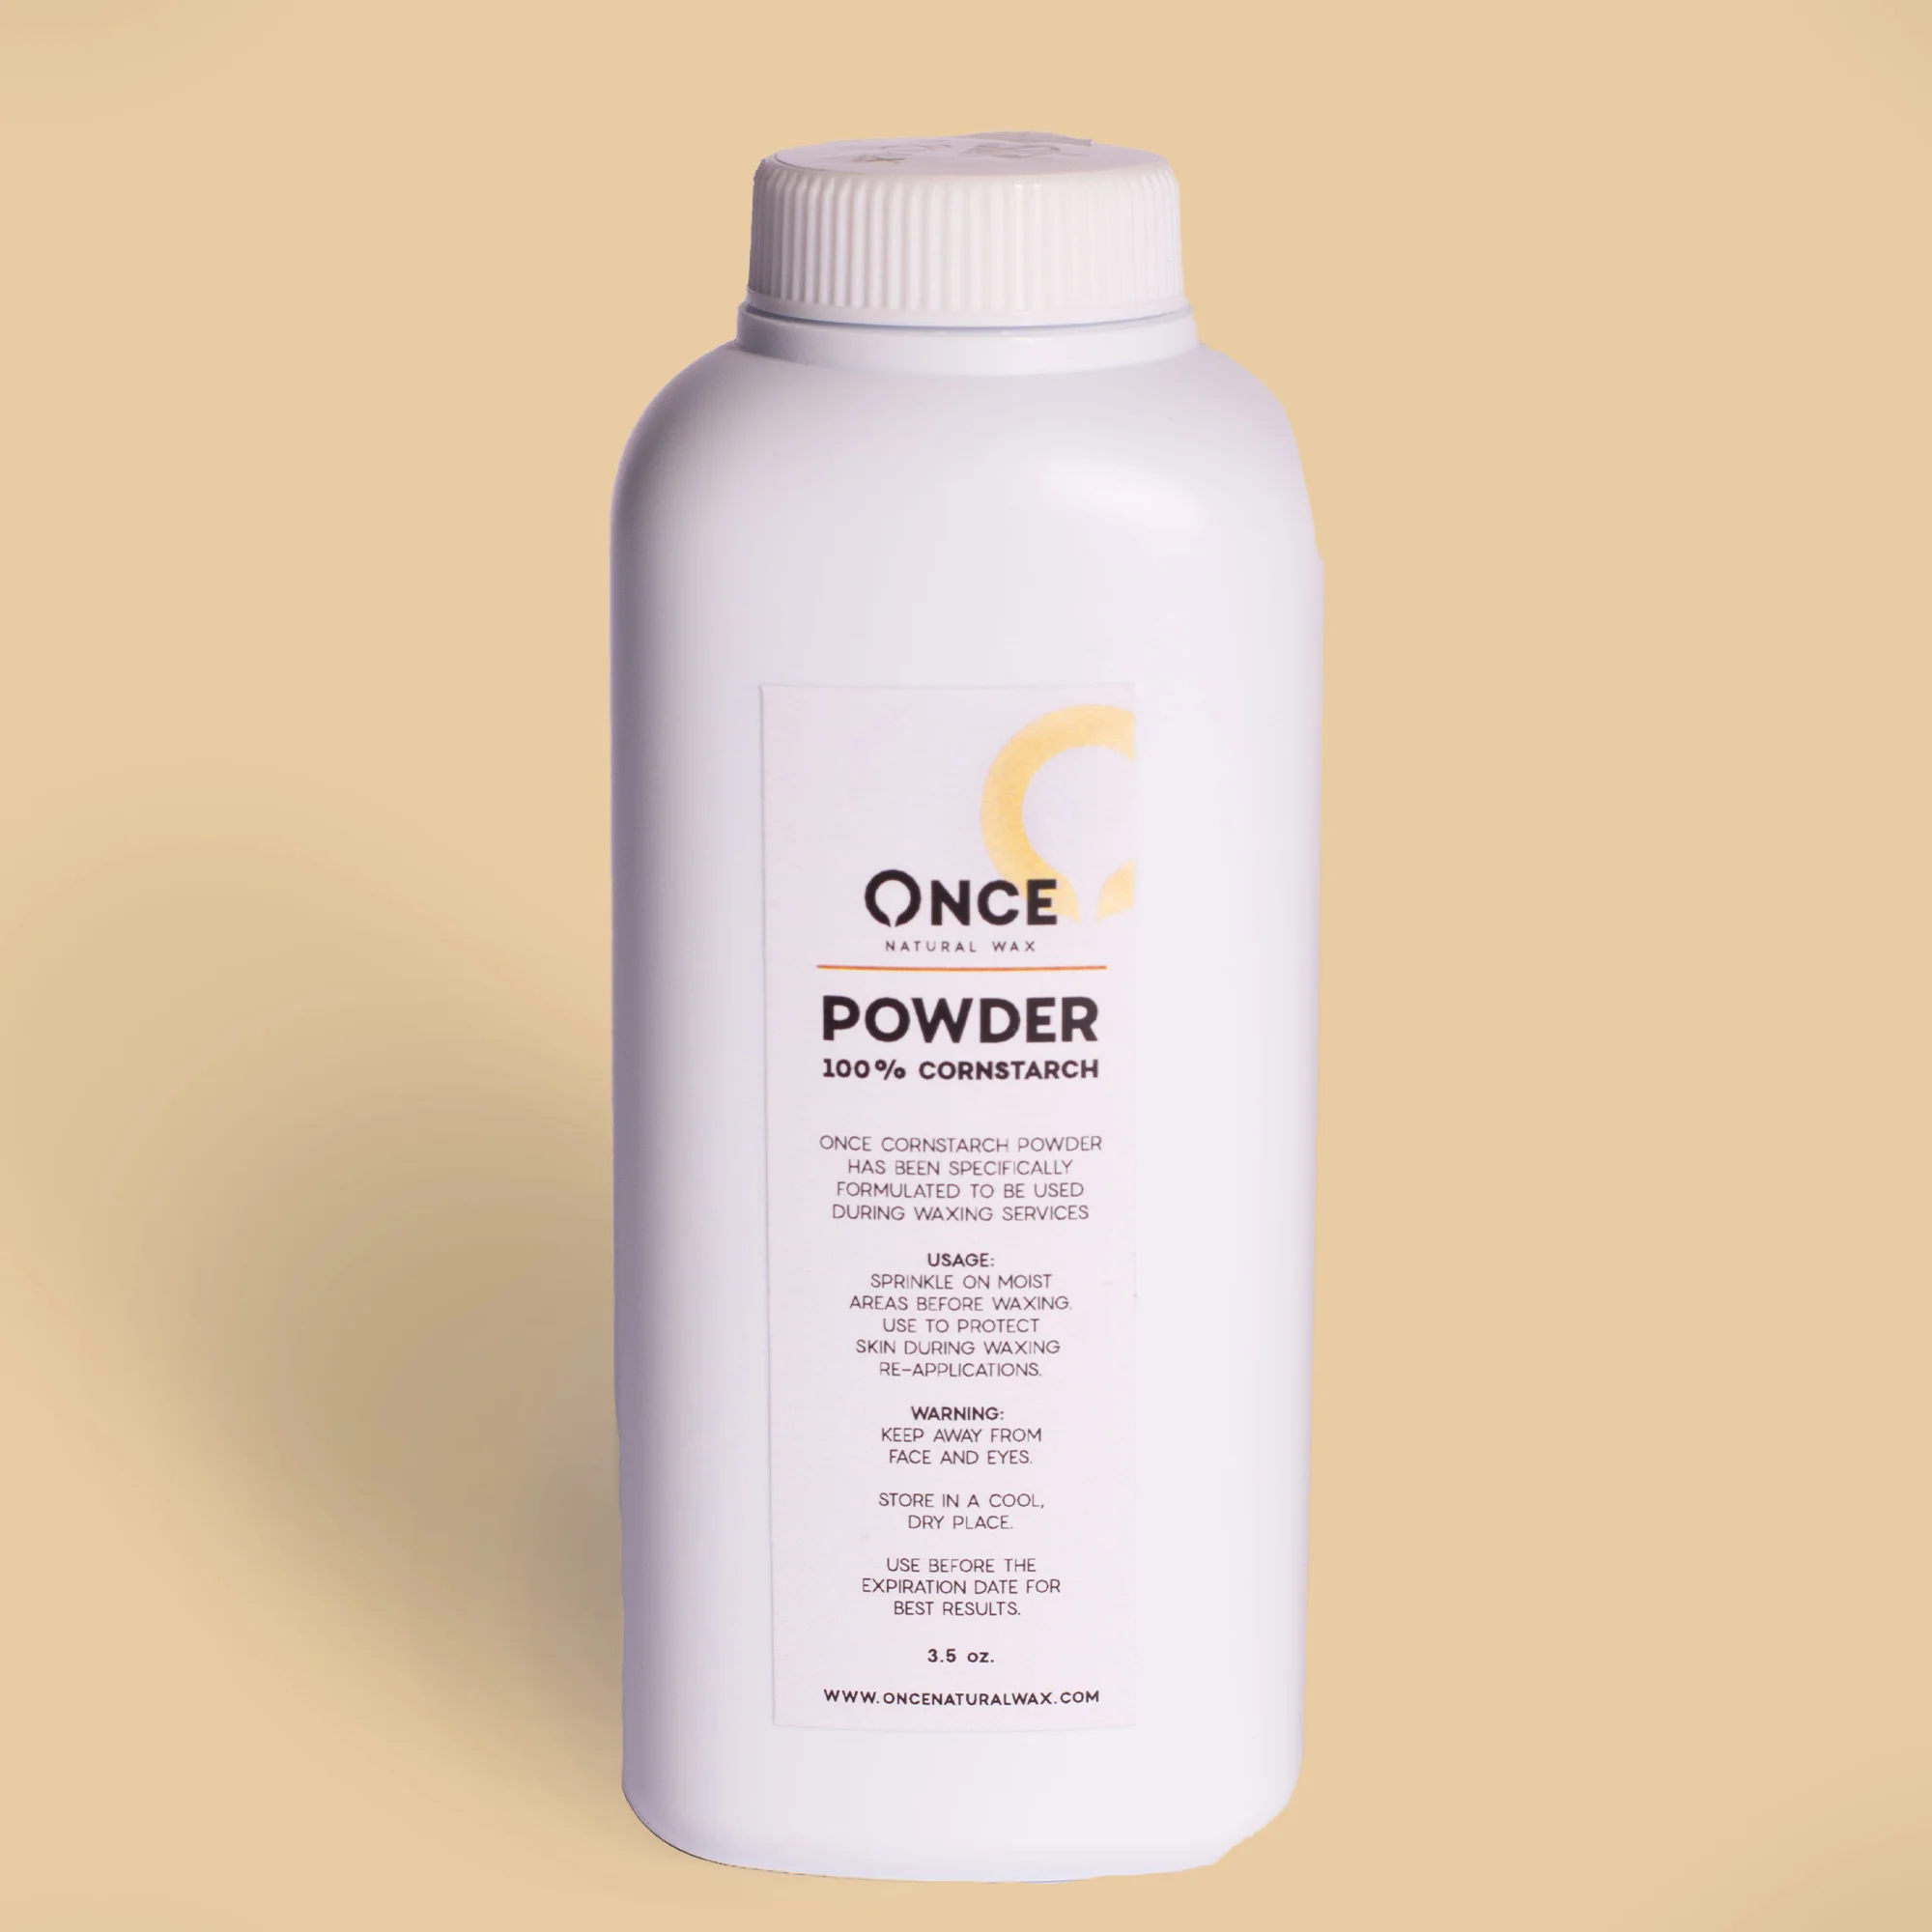 ONCE
NATURAL WAX
POWDER
100% CORNSTARCH
ONCE CORNSTARCH POWDER
HAS BEEN SPECIFICALLY
FORMULATED TO BE USED
DURING WAXING SERVICES
USAGE:
SPRINKLE ON MOIST
AREAS BEFORE WAXING.
USE TO PROTECT
SKIN DURING WAXING
RE-APPLICATIONS.
WARNING:
KEEP AWAY FROM
FACE AND EYES.
STORE IN A COOL,
DRY PLACE.
USE BEFORE THE
EXPIRATION DATE FOR
BEST RESULTS.
3.5 oz.
WWW.ONCENATURALWAX.COM